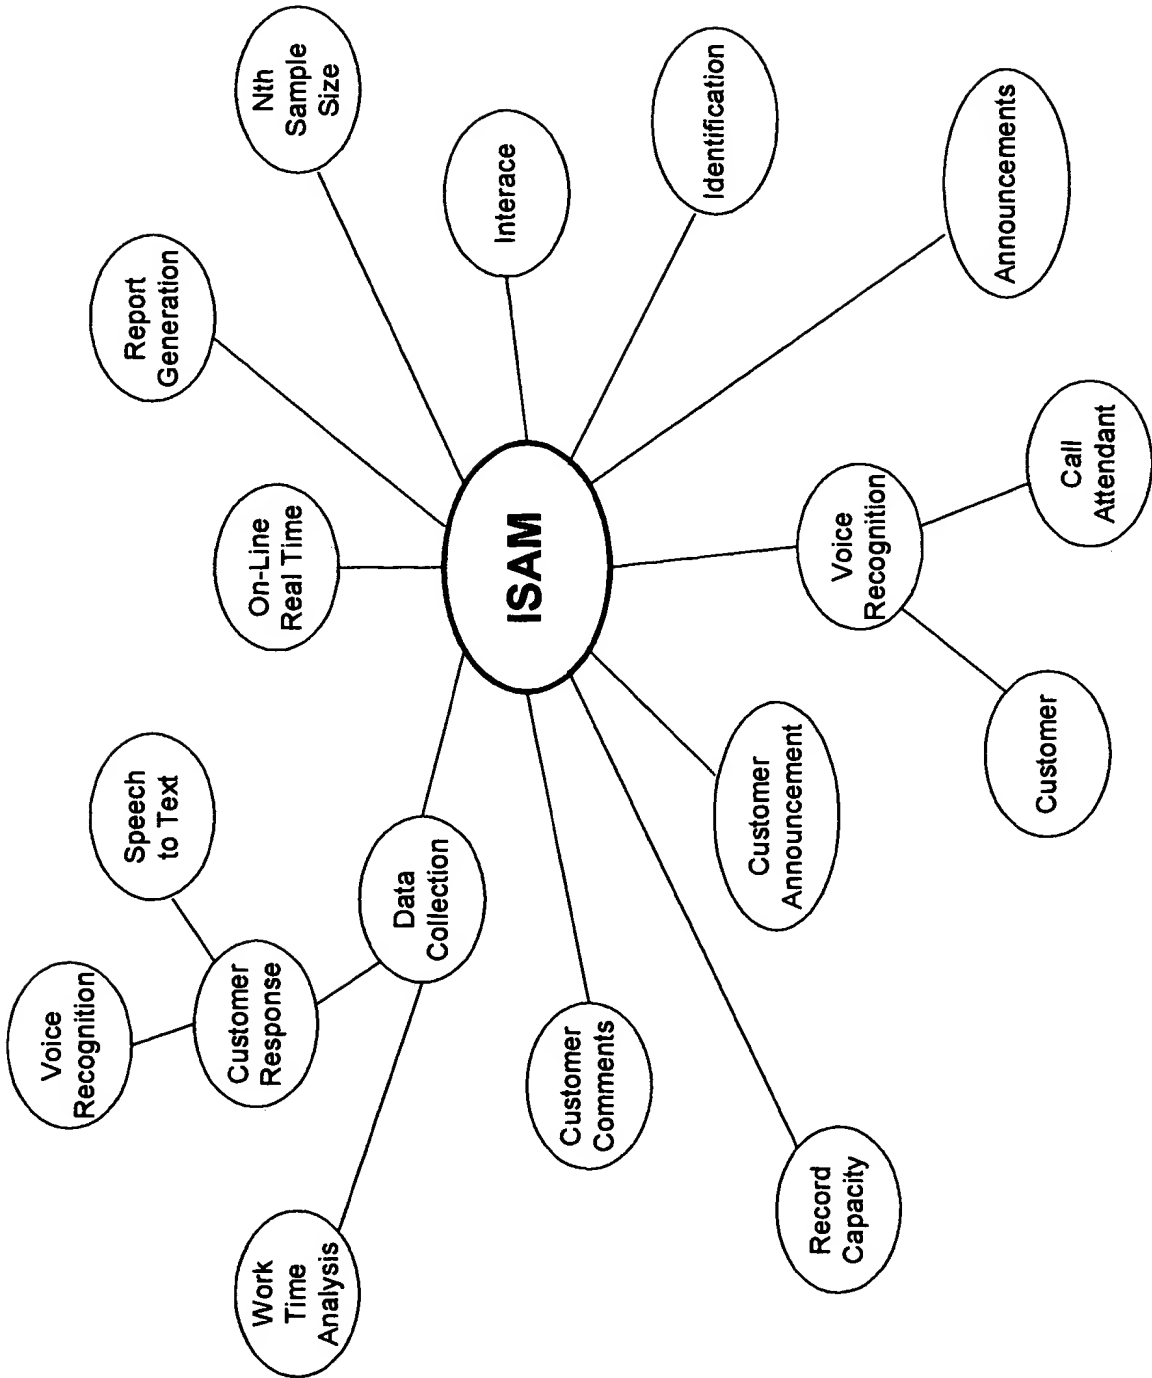 Voice
Recognition
Speech
to Text
Report
Generation
Customer
Response
On-Line
Real Time
Work
Time
Analysis
Nth
Sample
Size
Data
Collection
ISAM
Interace
Customer
Comments
Identification
Customer
Announcement
Record
Capacity
Voice
Recognition
Announcements
Customer
Call
Attendant